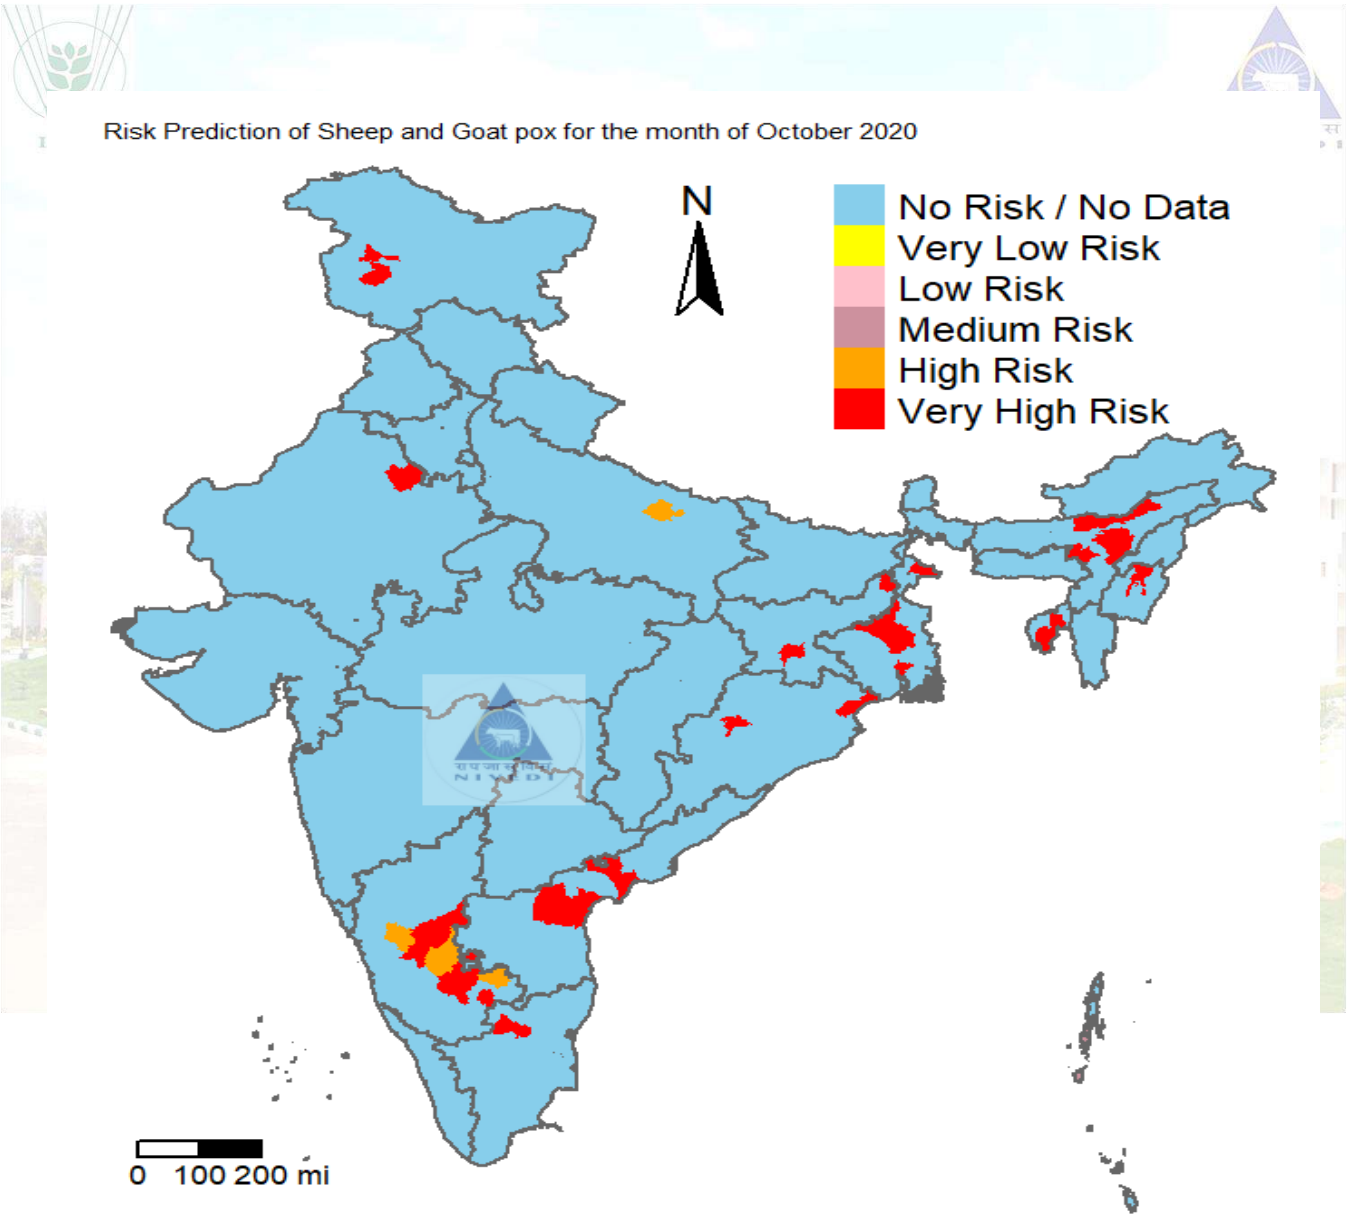 Risk Prediction of Sheep and Goat pox for the month of October 2020
N
No Risk / No Data
Very Low Risk
Low Risk
Medium Risk
High Risk
Very High Risk
NIVEDI
0 100 200 mi